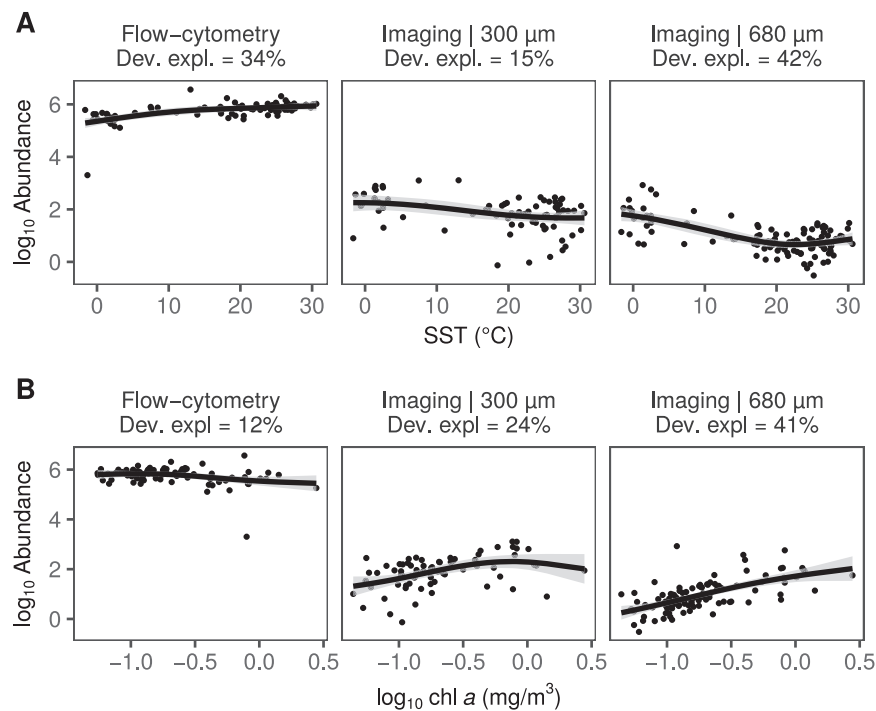 A
Flow−cytometry
Dev. expl. = 34%
Imaging | 300 µm
Dev. expl. = 15%
Imaging | 680 µm
Dev. expl. = 42%
log10 Abundance
6
4
2
0
0 10 20 30
0 10 20 30
0 10 20 30
SST (°C)
B
Flow−cytometry
Dev. expl = 12%
Imaging | 300 µm
Dev. expl = 24%
Imaging | 680 µm
Dev. expl = 41%
log10 Abundance
6
4
2
0
−1.0 −0.5 0.0 0.5
−1.0 −0.5 0.0 0.5
−1.0 −0.5 0.0 0.5
log10 chl a (mg/m³)